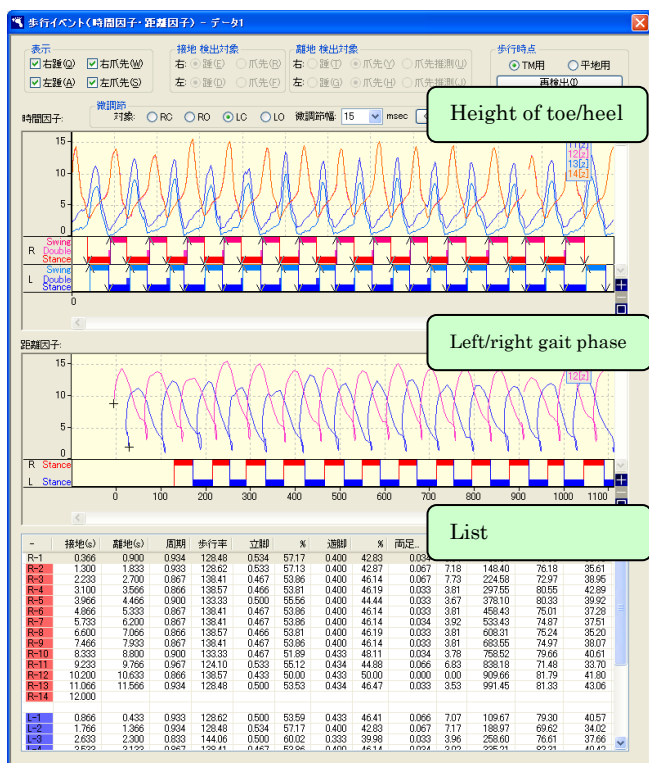 歩行イベント(時間因子・距離因子) - データ1
表示 接地 検出対象 離地 検出対象 歩行時点
右踵(Q) 右爪先(W) 右: 踵(E) 爪先(R) 右: 踵(T) 爪先(Y) 爪先推測(U) TM用 平地用
左踵(A) 左爪先(S) 左: 踵(D) 爪先(F) 左: 踵(G) 爪先(H) 爪先推測(J) 再検出(I)
微調節
時間因子: 対象: RC RO LC LO 微調節幅: 15 msec
Height of toe/heel
15
10
5
0
12[z]
13[z]
14[z]
R Swing
Double
Stance
L Swing
Double
Stance
0
Left/right gait phase
距離因子:
15
10
5
0
12[z]
R Stance
L Stance
0 100 200 300 400 500 600 700 800 900 1000 1100
List
- 接地(s) 離地(s) 周期 歩行率 立脚 % 遊脚 % 両足...
R-1 0.366 0.900 0.934 128.48 0.534 57.17 0.400 42.83 0.034
R-2 1.300 1.833 0.933 128.62 0.533 57.13 0.400 42.87 0.067 7.18 148.40 76.18 35.61
R-3 2.233 2.700 0.867 138.41 0.467 53.86 0.400 46.14 0.067 7.73 224.58 72.97 38.95
R-4 3.100 3.566 0.866 138.57 0.466 53.81 0.400 46.19 0.033 3.81 297.55 80.55 42.89
R-5 3.966 4.466 0.900 133.33 0.500 55.56 0.400 44.44 0.033 3.67 378.10 80.33 39.92
R-6 4.866 5.333 0.867 138.41 0.467 53.86 0.400 46.14 0.033 3.81 458.43 75.01 37.28
R-7 5.733 6.200 0.867 138.41 0.467 53.86 0.400 46.14 0.034 3.92 533.43 74.87 37.51
R-8 6.600 7.066 0.866 138.57 0.466 53.81 0.400 46.19 0.033 3.81 608.31 75.24 35.20
R-9 7.466 7.933 0.867 138.41 0.467 53.86 0.400 46.14 0.033 3.81 683.55 74.97 38.07
R-10 8.333 8.800 0.900 133.33 0.467 51.89 0.433 48.11 0.034 3.78 758.52 79.66 40.61
R-11 9.233 9.766 0.967 124.10 0.533 55.12 0.434 44.88 0.066 6.83 838.18 71.48 33.70
R-12 10.200 10.633 0.866 138.57 0.433 50.00 0.433 50.00 0.000 0.00 909.66 81.79 41.80
R-13 11.066 11.566 0.934 128.48 0.500 53.53 0.434 46.47 0.033 3.53 991.45 81.33 43.06
R-14 12.000
L-1 0.866 0.433 0.933 128.62 0.500 53.59 0.433 46.41 0.066 7.07 109.67 79.30 40.57
L-2 1.766 1.366 0.934 128.48 0.534 57.17 0.400 42.83 0.067 7.17 188.97 69.62 34.02
L-3 2.633 2.300 0.833 144.06 0.500 60.02 0.333 39.98 0.033 3.96 258.60 76.61 37.66